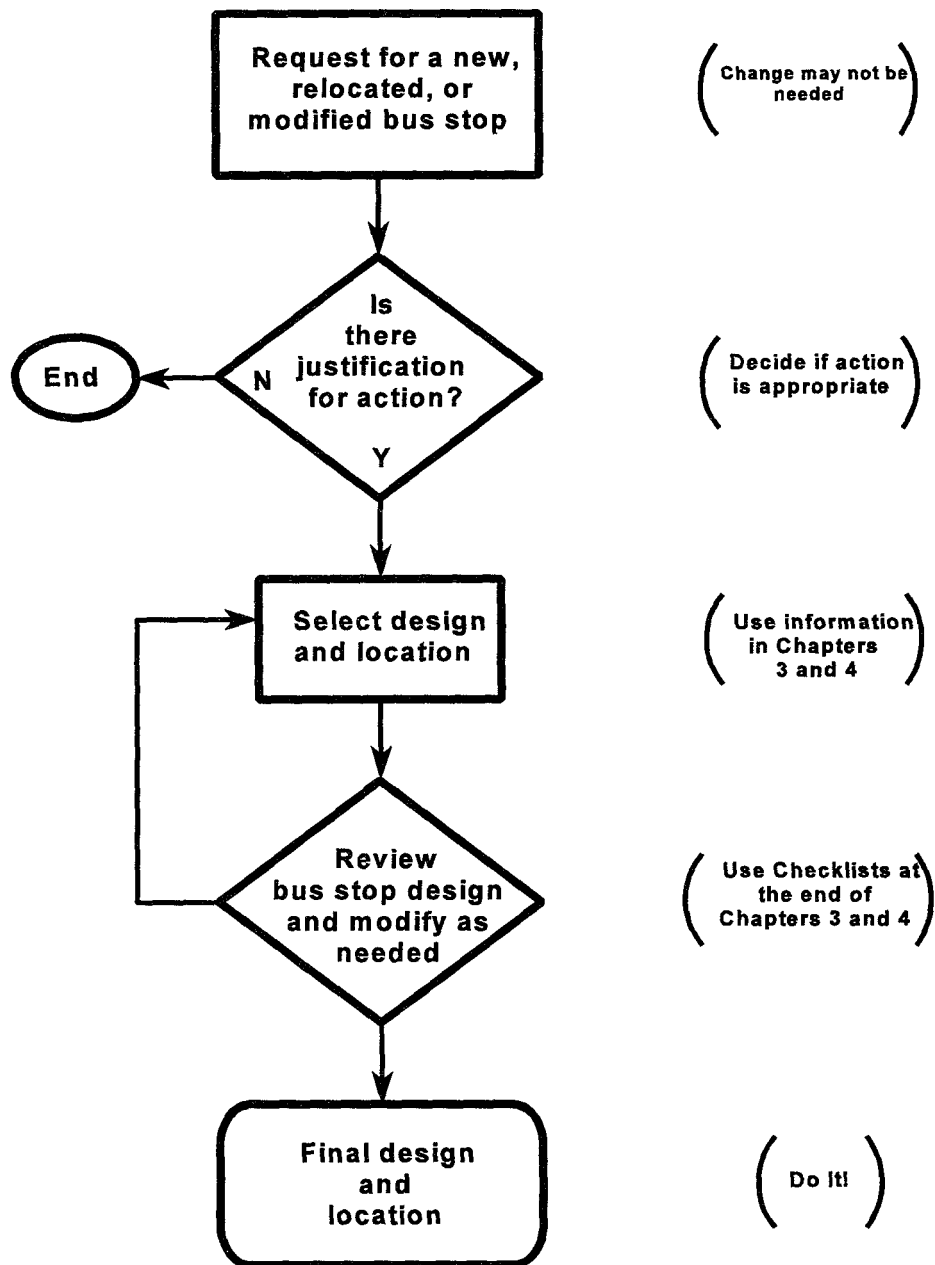 Request for a new,
relocated, or
modified bus stop
(Change may not be
needed)
Is
there
justification
for action?
N
Y
End
(Decide if action
is appropriate)
Select design
and location
(Use information
in Chapters
3 and 4)
Review
bus stop design
and modify as
needed
(Use Checklists at
the end of
Chapters 3 and 4)
Final design
and
location
(Do It!)